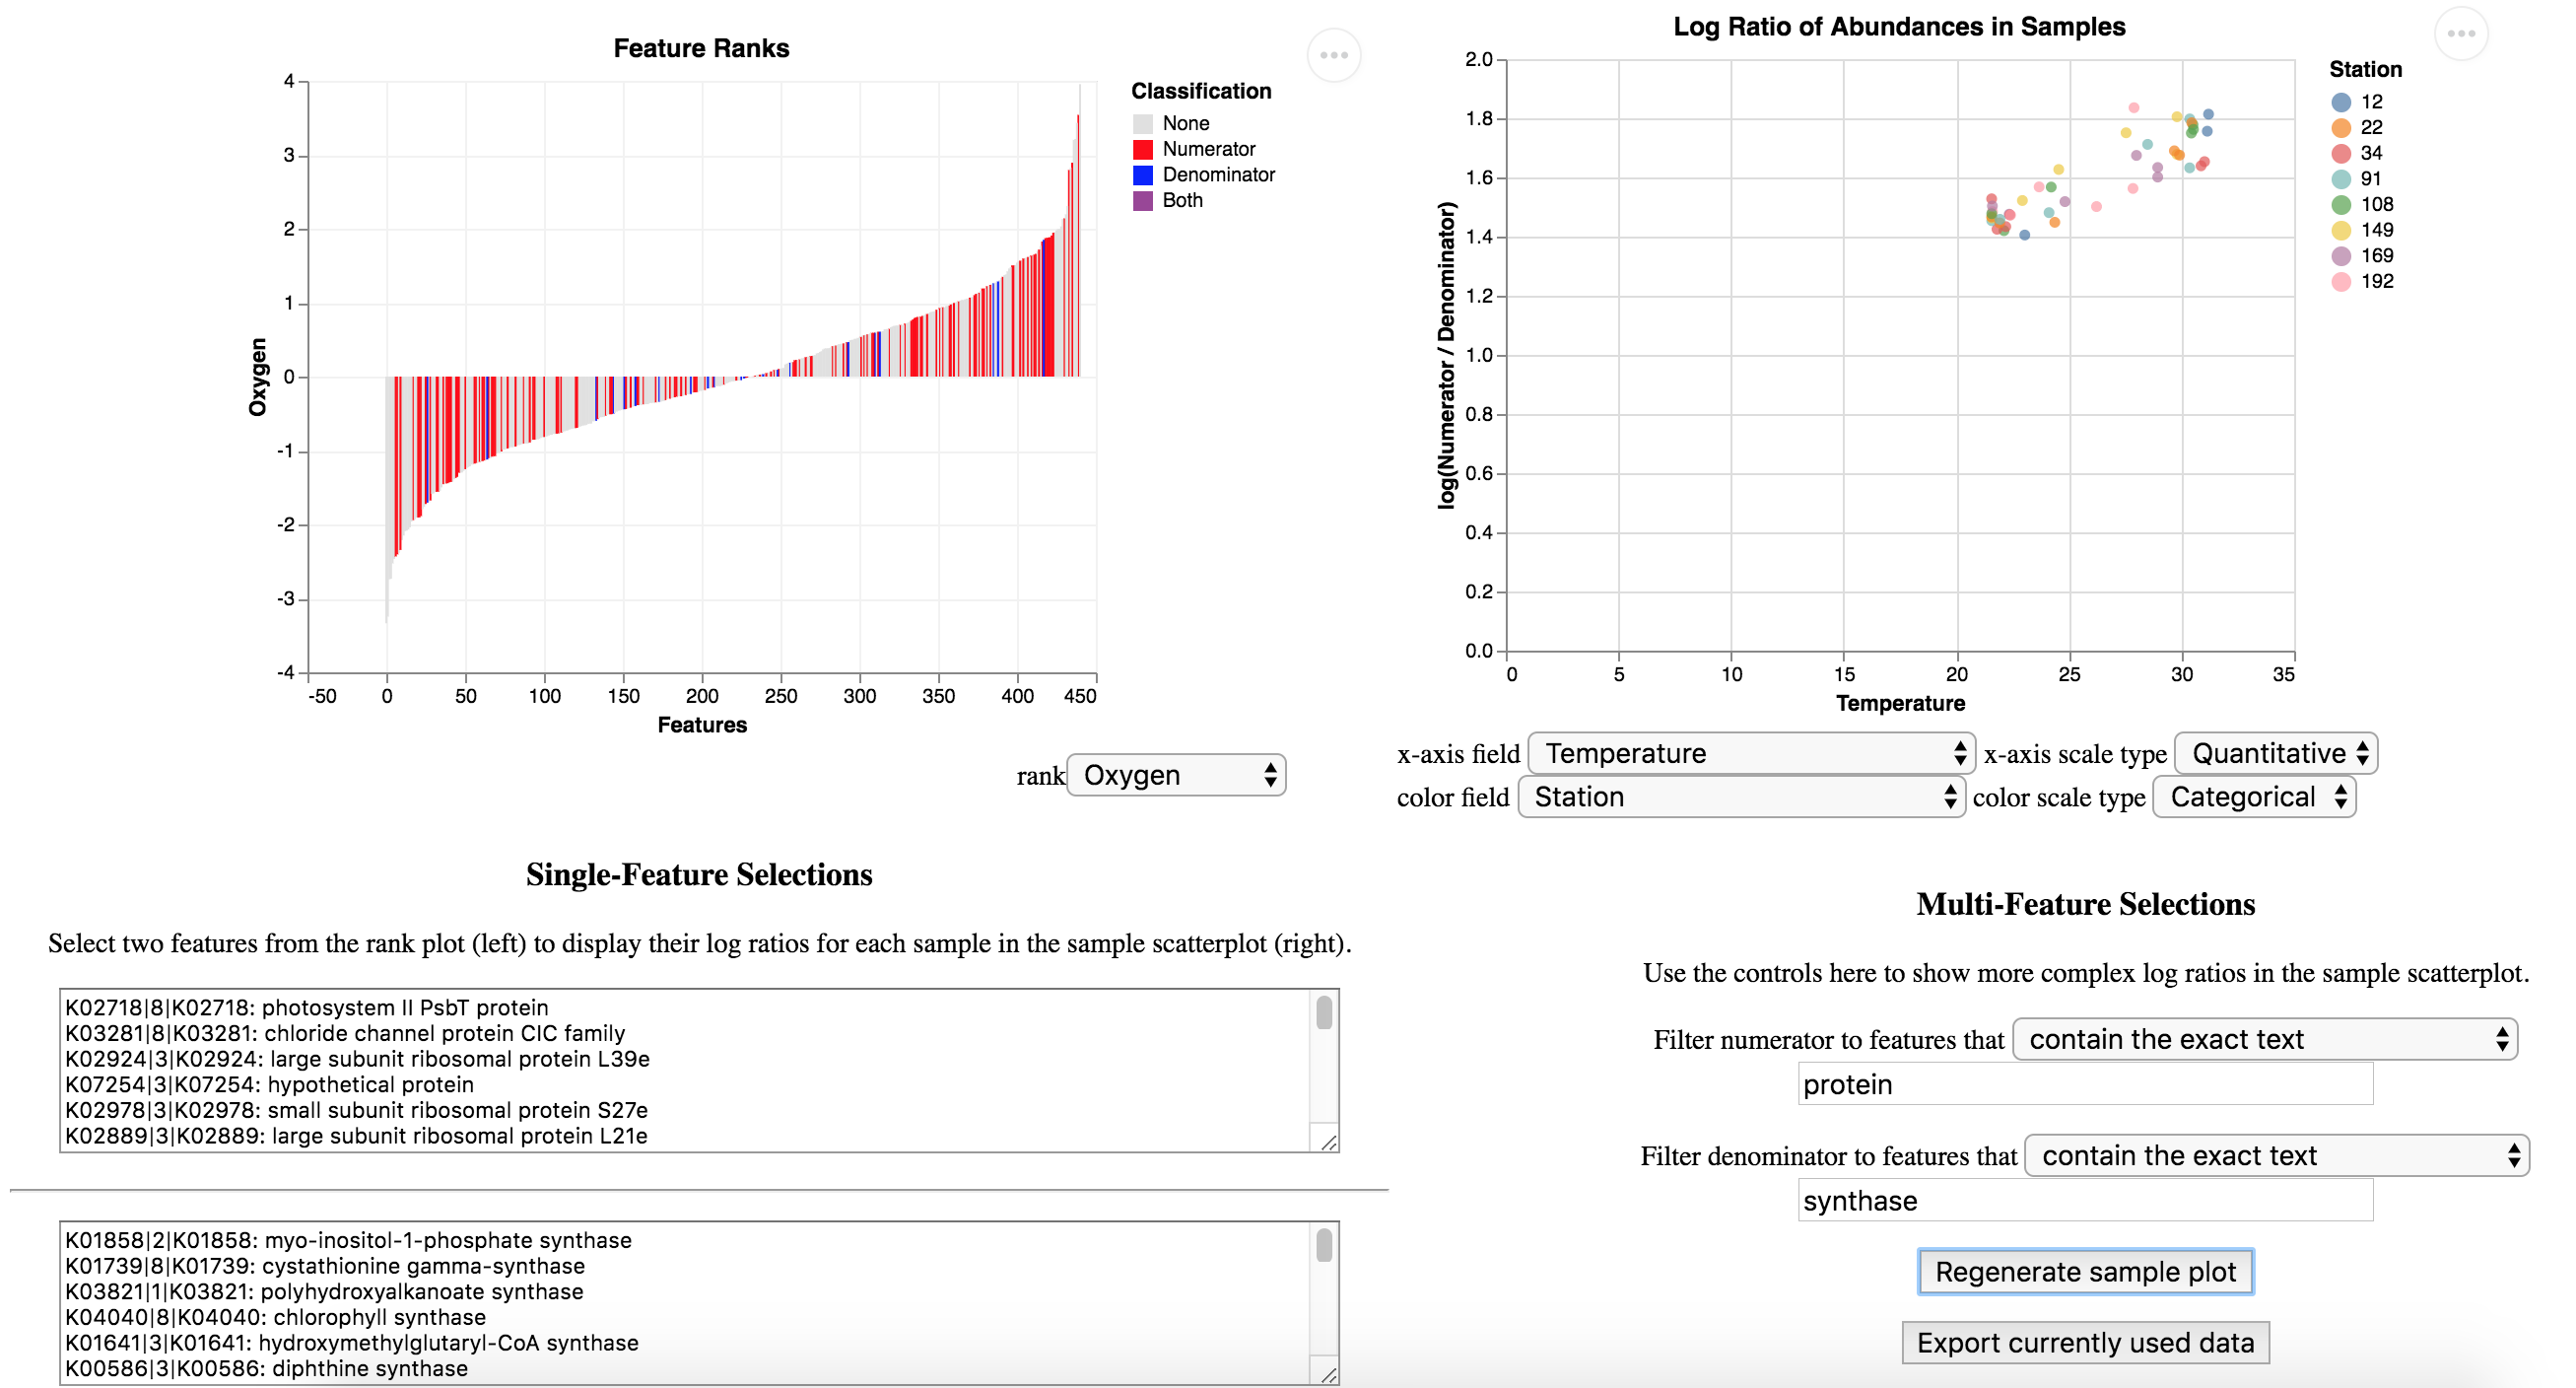 Feature Ranks
4
3
2
1
0
-1
-2
-3
-4
Oxygen
-50 0 50 100 150 200 250 300 350 400 450
Features
Classification
None
Numerator
Denominator
Both
rank Oxygen
Log Ratio of Abundances in Samples
2.0
1.8
1.6
1.4
1.2
1.0
0.8
0.6
0.4
0.2
0.0
log(Numerator / Denominator)
0 5 10 15 20 25 30 35
Temperature
Station
12
22
34
91
108
149
169
192
x-axis field Temperature x-axis scale type Quantitative
color field Station color scale type Categorical
Single-Feature Selections
Select two features from the rank plot (left) to display their log ratios for each sample in the sample scatterplot (right).
K02718|8|K02718: photosystem II PsbT protein
K03281|8|K03281: chloride channel protein CIC family
K02924|3|K02924: large subunit ribosomal protein L39e
K07254|3|K07254: hypothetical protein
K02978|3|K02978: small subunit ribosomal protein S27e
K02889|3|K02889: large subunit ribosomal protein L21e
K01858|2|K01858: myo-inositol-1-phosphate synthase
K01739|8|K01739: cystathionine gamma-synthase
K03821|1|K03821: polyhydroxyalkanoate synthase
K04040|8|K04040: chlorophyll synthase
K01641|3|K01641: hydroxymethylglutaryl-CoA synthase
K00586|3|K00586: diphthine synthase
Multi-Feature Selections
Use the controls here to show more complex log ratios in the sample scatterplot.
Filter numerator to features that contain the exact text
protein
Filter denominator to features that contain the exact text
synthase
Regenerate sample plot
Export currently used data